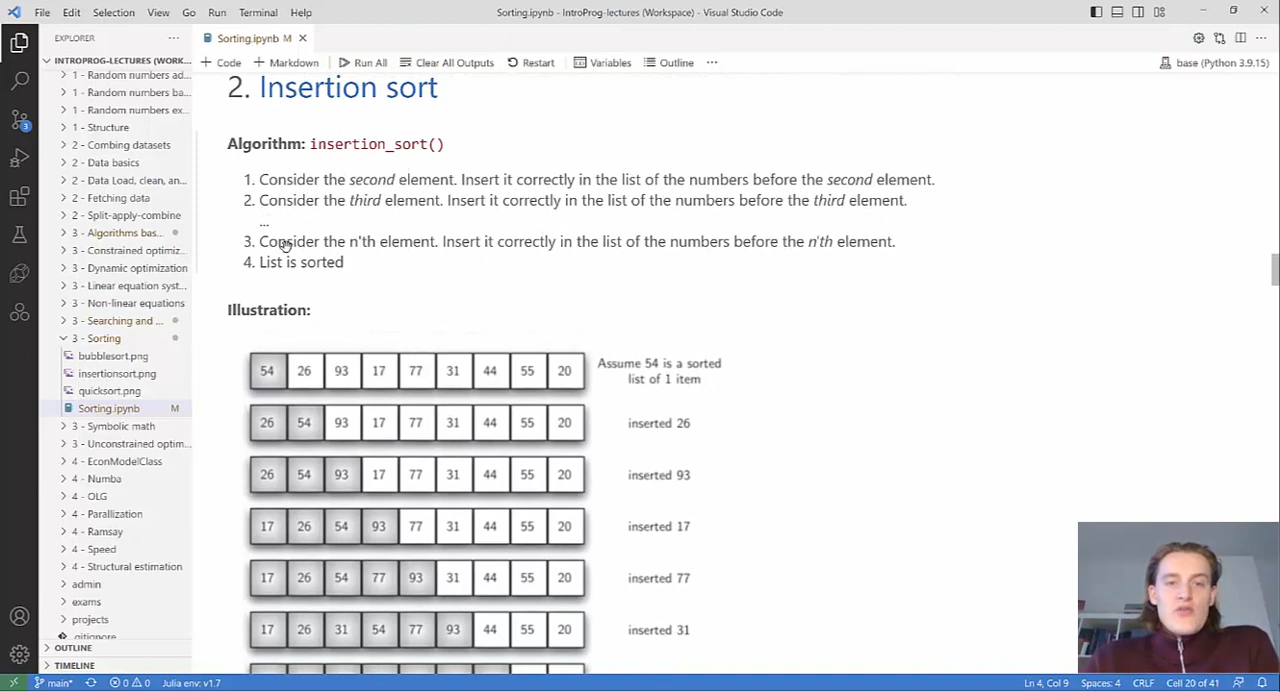 File Edit Selection View Go Run Terminal Help
Sorting.ipynb - IntroProg-lectures (Workspace) - Visual Studio Code
EXPLORER ...
Sorting.ipynb M
INTROPROG-LECTURES (WORK...
+ Code + Markdown Run All Clear All Outputs Restart Variables Outline ...
base (Python 3.9.15)
1 - Random numbers ad...
1 - Random numbers ba...
1 - Random numbers ex...
1 - Structure
2 - Combing datasets
2 - Data basics
2 - Data Load, clean, an...
2 - Fetching data
2 - Split-apply-combine
3 - Algorithms bas...
3 - Constrained optimiz...
3 - Dynamic optimization
3 - Linear equation syst...
3 - Non-linear equations
3 - Searching and ...
3 - Sorting
bubblesort.png
insertionsort.png
quicksort.png
Sorting.ipynb M
3 - Symbolic math
3 - Unconstrained optim...
4 - EconModelClass
4 - Numba
4 - OLG
4 - Parallization
4 - Ramsay
4 - Speed
4 - Structural estimation
admin
exams
projects
.gitignore
OUTLINE
TIMELINE
3
2. Insertion sort
Algorithm: insertion_sort()
1. Consider the second element. Insert it correctly in the list of the numbers before the second element.
2. Consider the third element. Insert it correctly in the list of the numbers before the third element.
...
3. Consider the n'th element. Insert it correctly in the list of the numbers before the n'th element.
4. List is sorted
Illustration:
54 26 93 17 77 31 44 55 20 Assume 54 is a sorted
list of 1 item
26 54 93 17 77 31 44 55 20 inserted 26
26 54 93 17 77 31 44 55 20 inserted 93
17 26 54 93 77 31 44 55 20 inserted 17
17 26 54 77 93 31 44 55 20 inserted 77
17 26 31 54 77 93 44 55 20 inserted 31
main* 0 0 Julia env: v1.7
Ln 4, Col 9 Spaces: 4 CRLF Cell 20 of 41